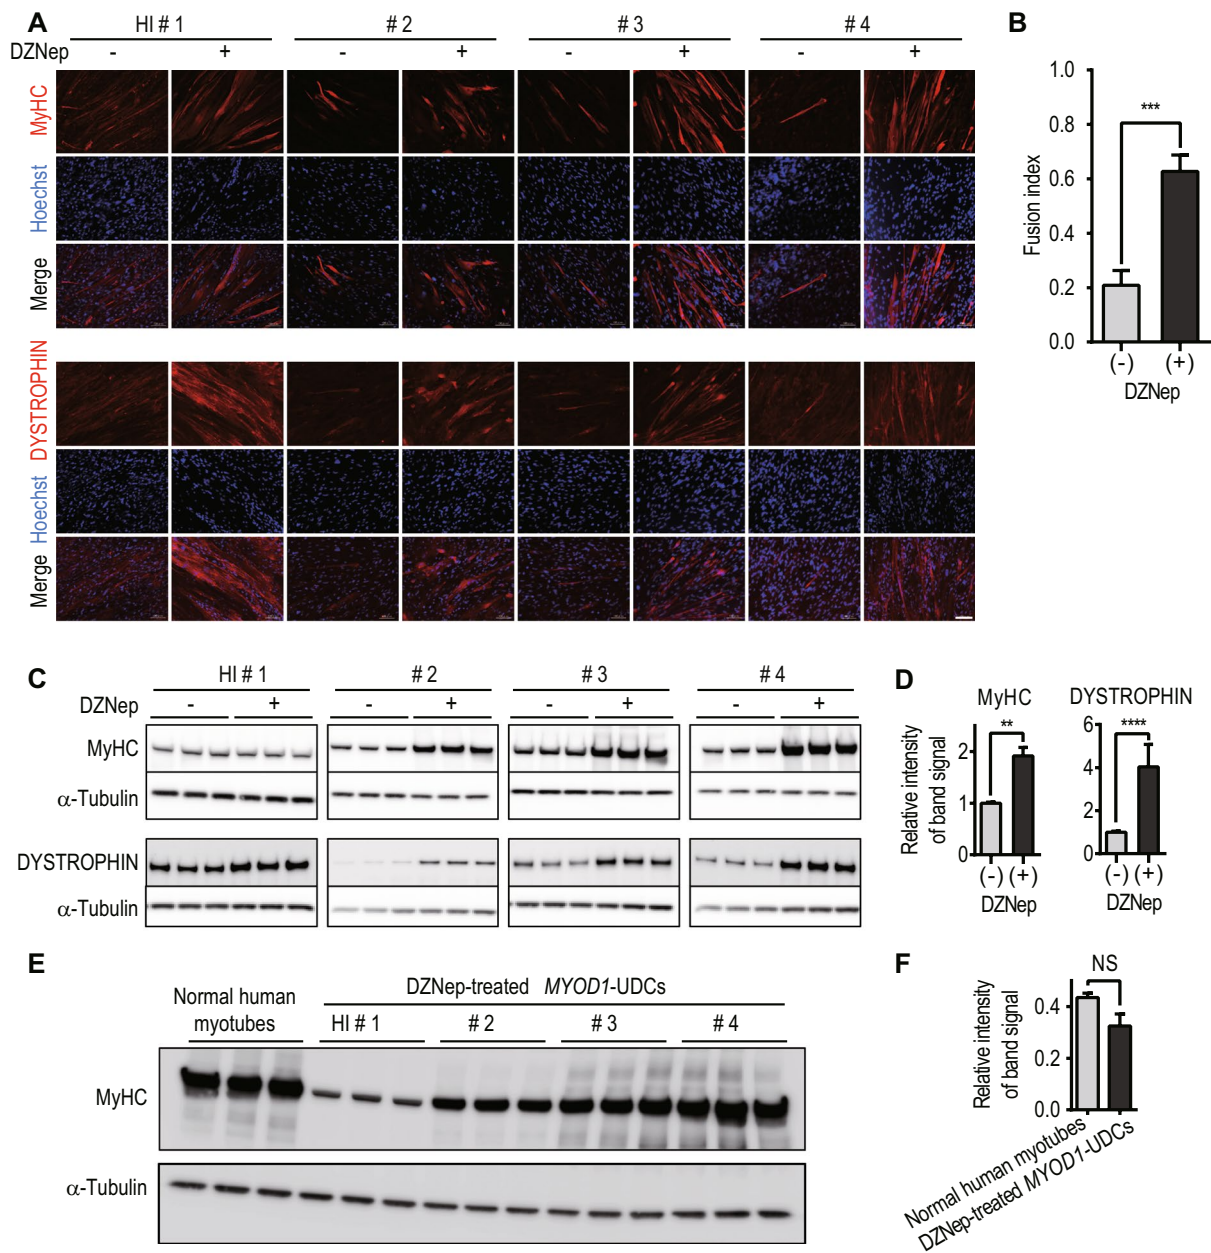 A
HI # 1
# 2
# 3
# 4
DZNep
- + - + - + - +
MyHC
Hoechst
Merge
DYSTROPHIN
Hoechst
Merge
B
Fusion index
1.0
0.8
0.6
0.4
0.2
0.0
***
(-) (+)
DZNep
C
HI # 1
# 2
# 3
# 4
DZNep
- + - + - + - +
MyHC
α-Tubulin
DYSTROPHIN
α-Tubulin
D
MyHC
Relative intensity
of band signal
2
1
0
**
(-) (+)
DZNep
DYSTROPHIN
6
4
2
0
****
(-) (+)
DZNep
E
Normal human
myotubes
DZNep-treated MYOD1-UDCs
HI # 1
# 2
# 3
# 4
MyHC
α-Tubulin
F
NS
Relative intensity
of band signal
0.4
0.2
0.0
Normal human myotubes
DZNep-treated MYOD1-UDCs